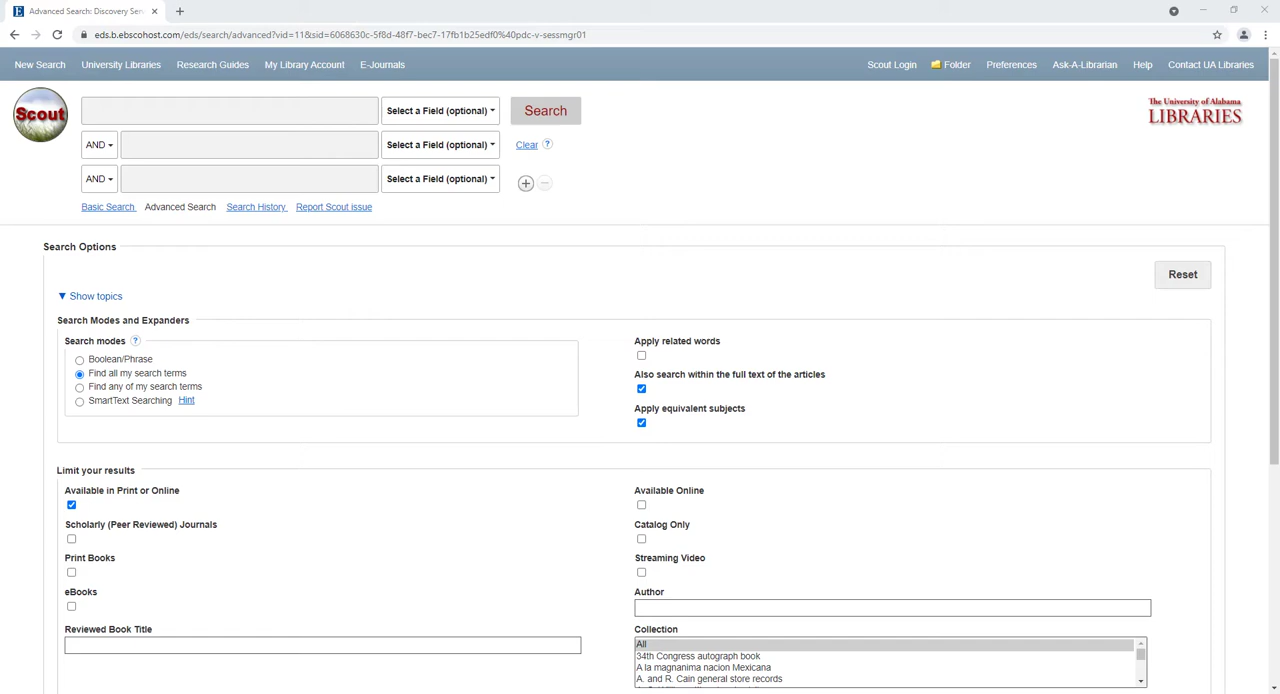 Advanced Search: Discovery Ser
eds.b.ebscohost.com/eds/search/advanced?vid=11&sid=6068630c-5f8d-48f7-bec7-17fb1b25edf0%40pdc-v-sessmgr01
New Search University Libraries Research Guides My Library Account E-Journals Scout Login Folder Preferences Ask-A-Librarian Help Contact UA Libraries
Scout
Select a Field (optional) Search
The University of Alabama
LIBRARIES
AND Select a Field (optional) Clear ?
AND Select a Field (optional)
Basic Search Advanced Search Search History Report Scout issue
Search Options
Reset
Show topics
Search Modes and Expanders
Search modes ?
Boolean/Phrase
Find all my search terms
Find any of my search terms
SmartText Searching Hint
Apply related words
Also search within the full text of the articles
Apply equivalent subjects
Limit your results
Available in Print or Online
Available Online
Scholarly (Peer Reviewed) Journals
Catalog Only
Print Books
Streaming Video
eBooks
Author
Reviewed Book Title
Collection
All
34th Congress autograph book
A la magnanima nacion Mexicana
A. and R. Cain general store records